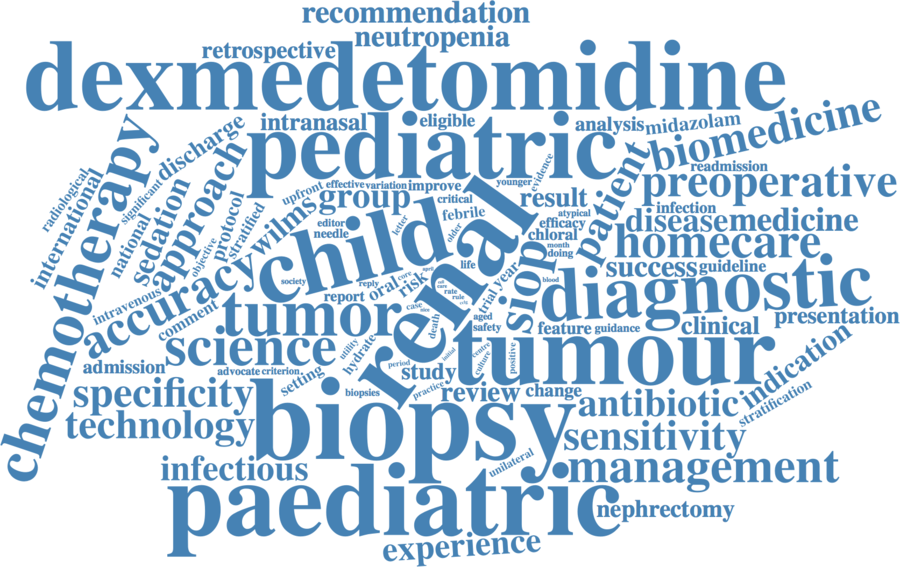 recommendation
neutropenia
retrospective
dexmedetomidine
intranasal
eligible
analysis
midazolam
biomedicine
pediatric
discharge
chemotherapy
approach
patient
readmission
preoperative
evidence
younger
radiological
international
significant
national
sedation
objective
protocol
stratified
wilms
upfront
effective
variation
improve
group
critical
result
atypical
infection
disease
medicine
editor
needle
letter
febrile
older
efficacy
chloral
month
doing
homecare
child
renal
siop
accuracy
intravenous
comment
society
life
success
guideline
reply
core
april
risk
oral
report
blood
diagnostic
trial
year
cell
care
rate
rule
case
size
tumor
death
aged
safety
feature
guidance
clinical
presentation
science
utility
hydrate
period
initial
centre
culture
positive
tumour
indication
stratification
admission
advocate
criterion
setting
study
practice
review
change
biopsies
specificity
biopsy
antibiotic
technology
sensitivity
unilateral
infectious
management
paediatric
nephrectomy
experience